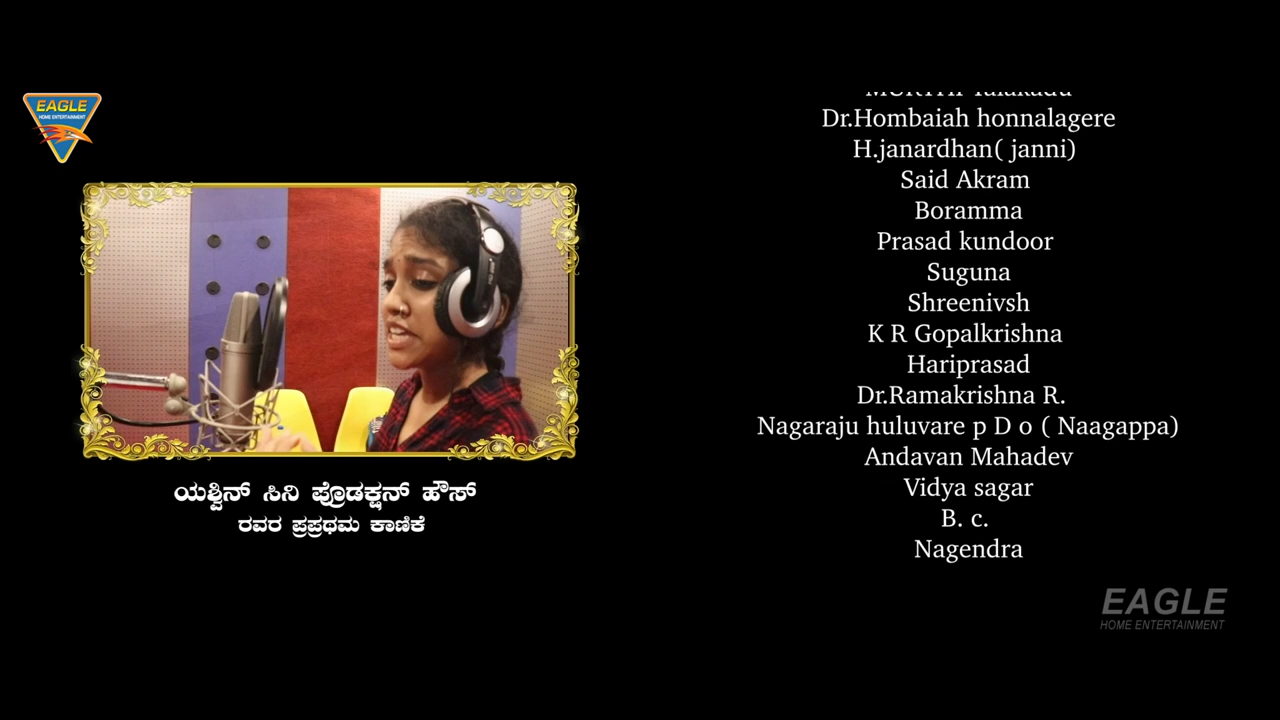 EAGLE
HOME ENTERTAINMENT
ಯಶ್ವಿನ್ ಸಿನಿ ಪ್ರೊಡಕ್ಷನ್ ಹೌಸ್
ರವರ ಪ್ರಪ್ರಥಮ ಕಾಣಿಕೆ
Dr.Hombaiah honnalagere
H.janardhan( janni)
Said Akram
Boramma
Prasad kundoor
Suguna
Shreenivsh
K R Gopalkrishna
Hariprasad
Dr.Ramakrishna R.
Nagaraju huluvare p D o ( Naagappa)
Andavan Mahadev
Vidya sagar
B. c.
Nagendra
EAGLE
HOME ENTERTAINMENT